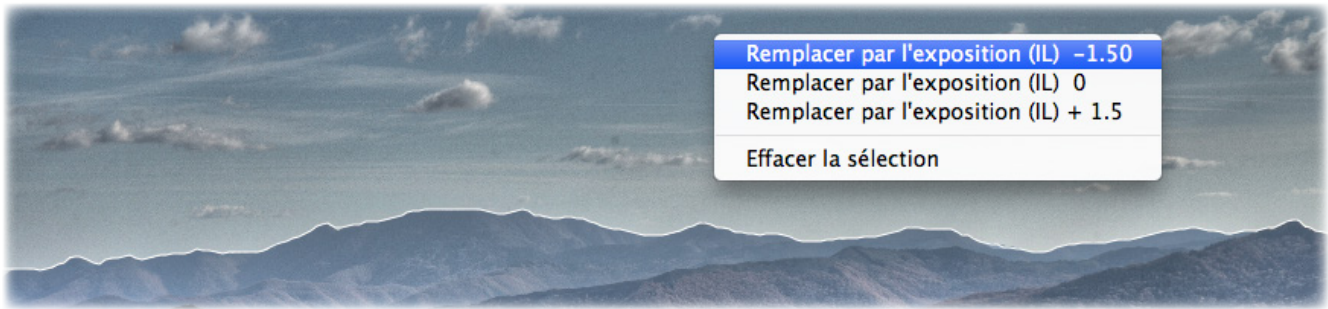 Remplacer par l'exposition (IL)  -1.50
Remplacer par l'exposition (IL)  0
Remplacer par l'exposition (IL) + 1.5
Effacer la sélection